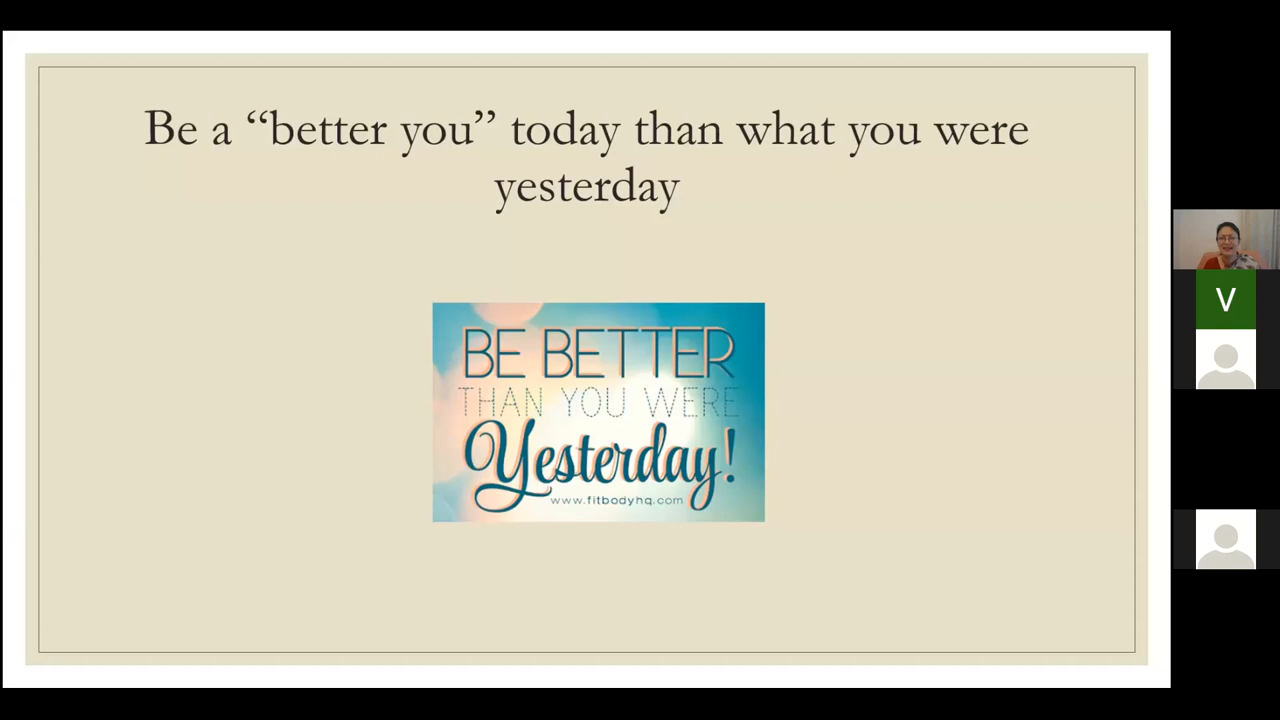 Be a “better you” today than what you were
yesterday
BE BETTER
THAN YOU WERE
Yesterday!
www.fitbodyhq.com
V